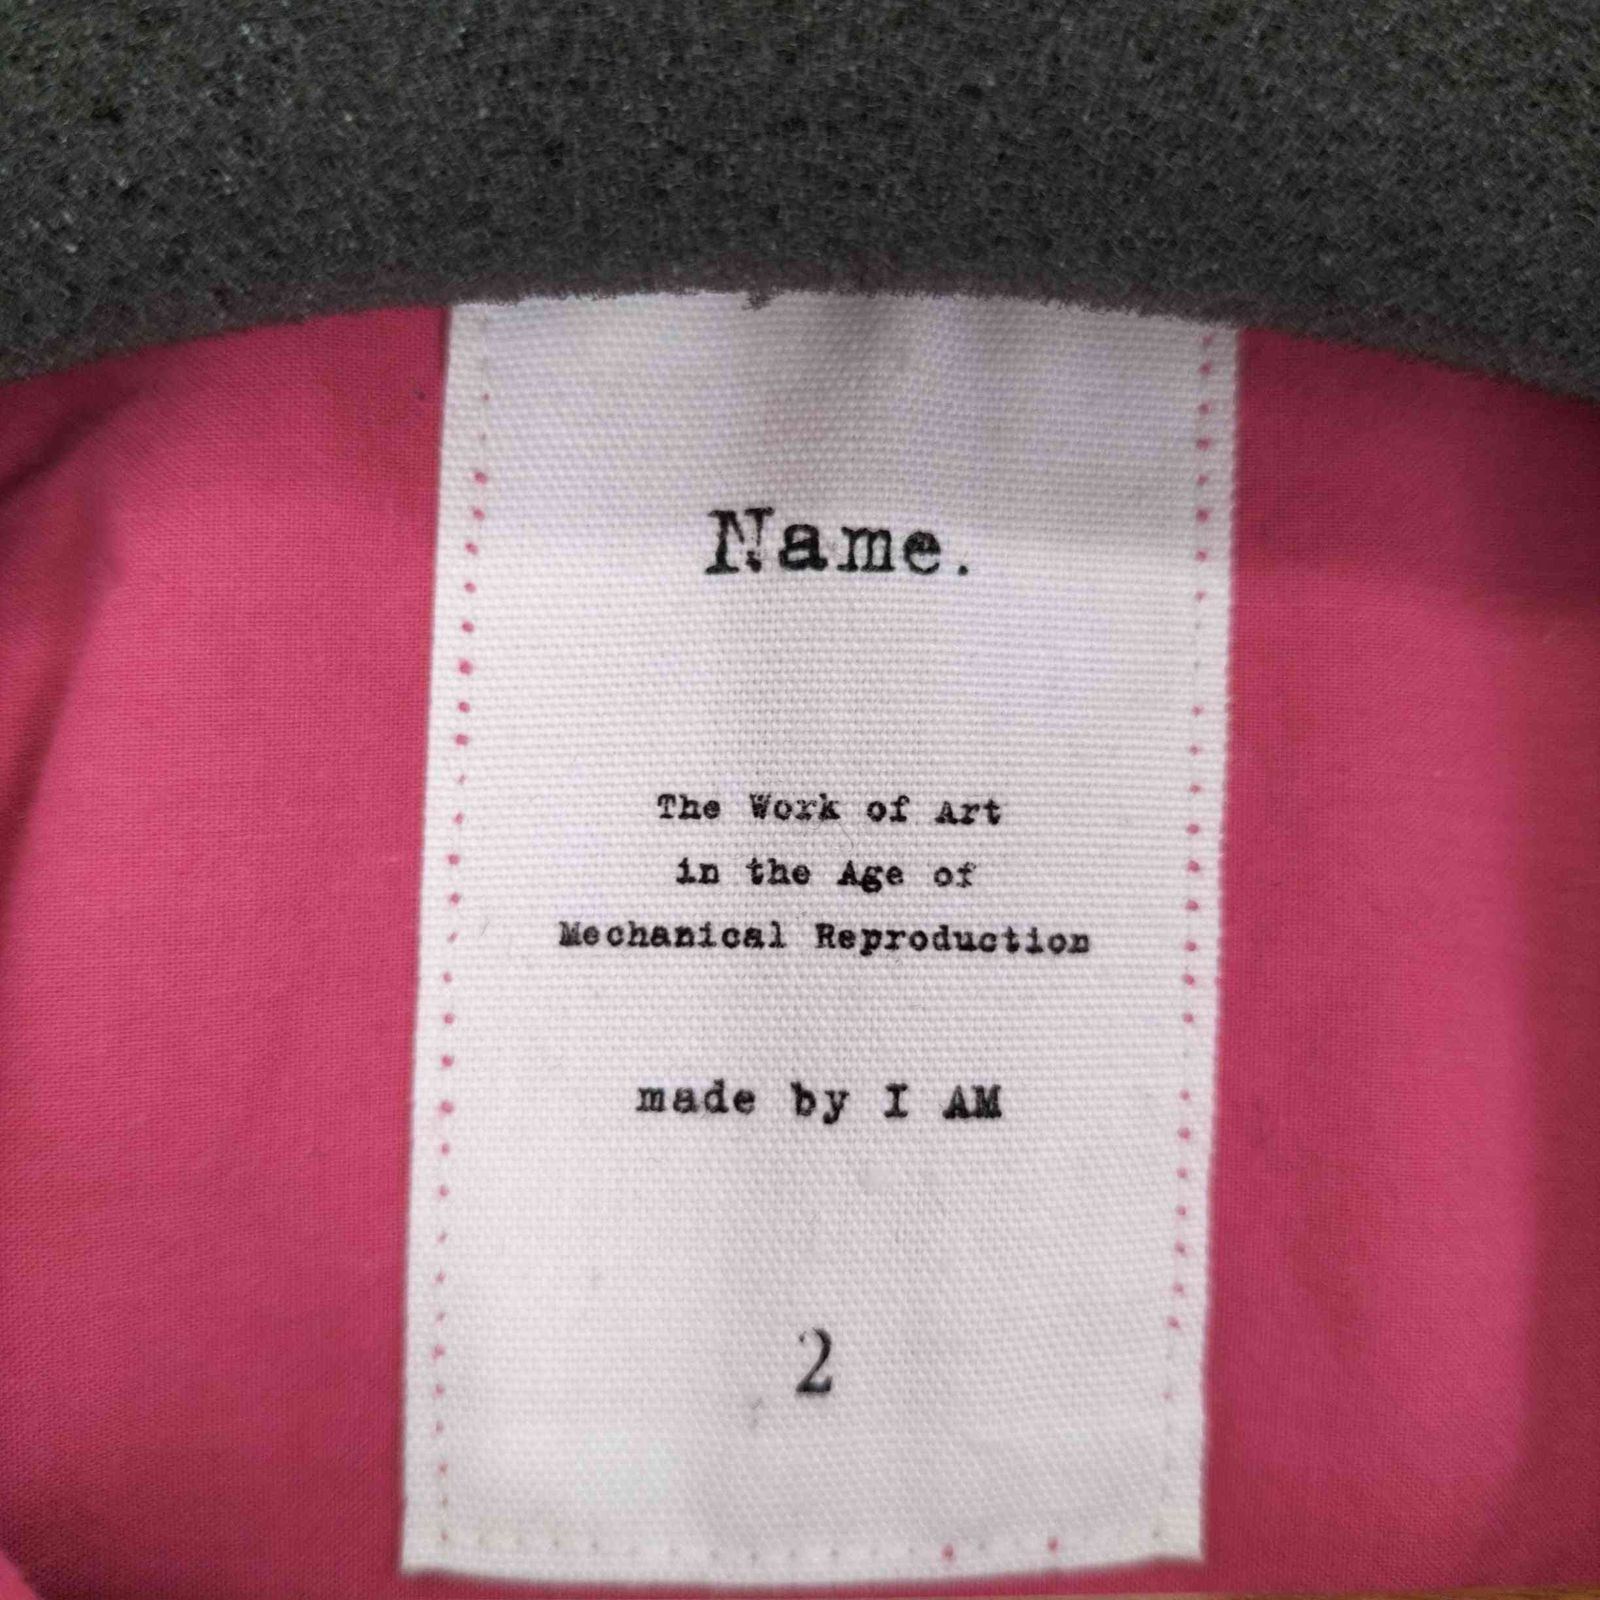 Name.
The Work of Art
in the Age of
Mechanical Reproduction
made by I AM
2